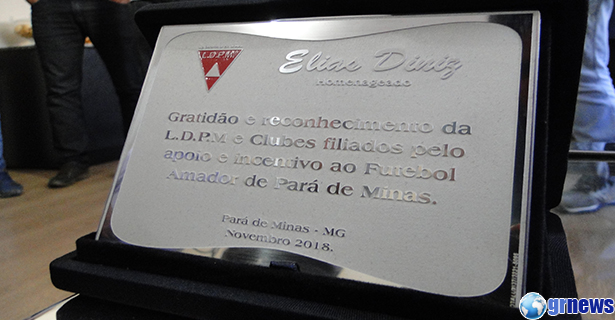 L.D.P.M
Elias Diniz
Homenageado
Gratidão e reconhecimento da
L.D.P.M e Clubes filiados pelo
apoio e incentivo ao Futebol
Amador de Pará de Minas.
Pará de Minas - MG
Novembro 2018.
grnews